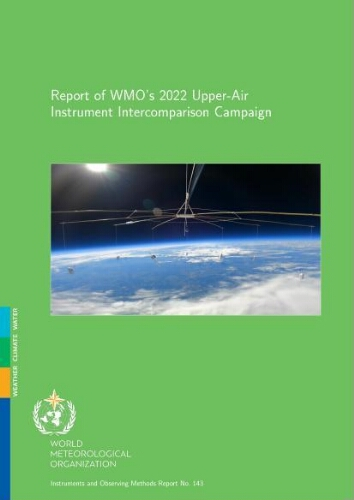 Report of WMO's 2022 Upper-Air
Instrument Intercomparison Campaign
WEATHER CLIMATE WATER
WORLD
METEOROLOGICAL
ORGANIZATION
Instruments and Observing Methods Report No. 143